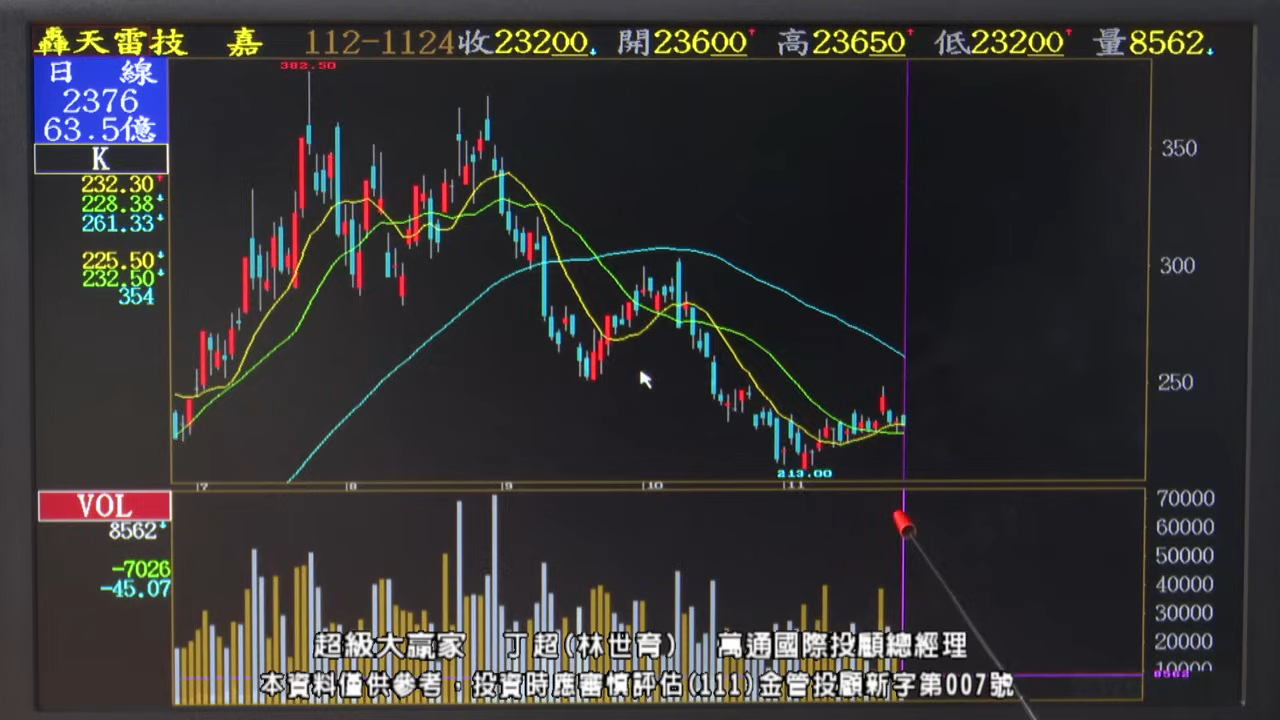 轟天雷技 嘉 112-1124收23200↓ 開23600↑ 高23650↑ 低23200↑ 量8562↓
日 線
2376
63.5億
K
232.30↑
228.38↓
261.33↓
225.50↓
232.50↓
354
382.50
350
300
250
213.00
7 8 9 10 11
VOL
8562↓
-7026
-45.07
70000
60000
50000
40000
30000
20000
10000
8562
超級大贏家 丁超(林世育) 萬通國際投顧總經理
本資料僅供參考，投資時應審慎評估(111)金管投顧新字第007號